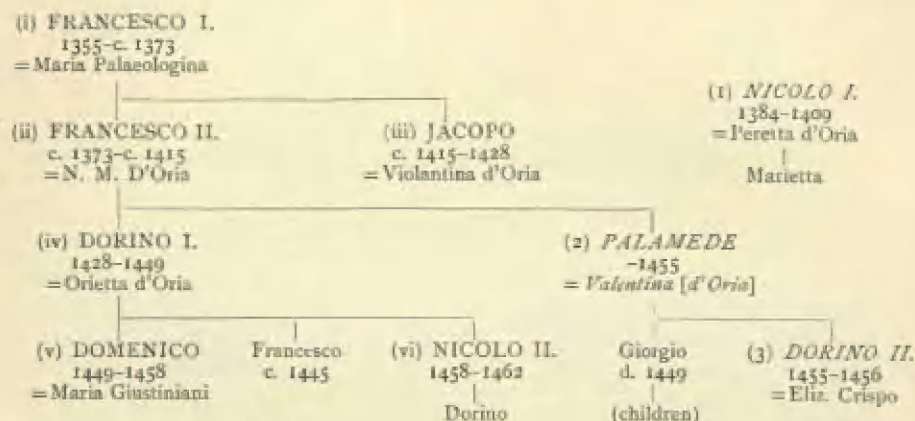 (i) FRANCESCO I.
1355-c. 1373
=Maria Palaeologina
(1) NICOLO I.
1384-1409
=Peretta d'Oria
Marietta
(ii) FRANCESCO II.
c. 1373-c. 1415
=N. M. D'Oria
(iii) JACOPO
c. 1415-1428
=Violantina d'Oria
(iv) DORINO I.
1428-1449
=Orietta d'Oria
(2) PALAMEDE
-1455
= Valentina [d'Oria]
(v) DOMENICO
1449-1458
=Maria Giustiniani
Francesco
c. 1445
(vi) NICOLO II.
1458-1462
Dorino
Giorgio
d. 1449
(children)
(3) DORINO II.
1455-1456
=Eliz. Crispo